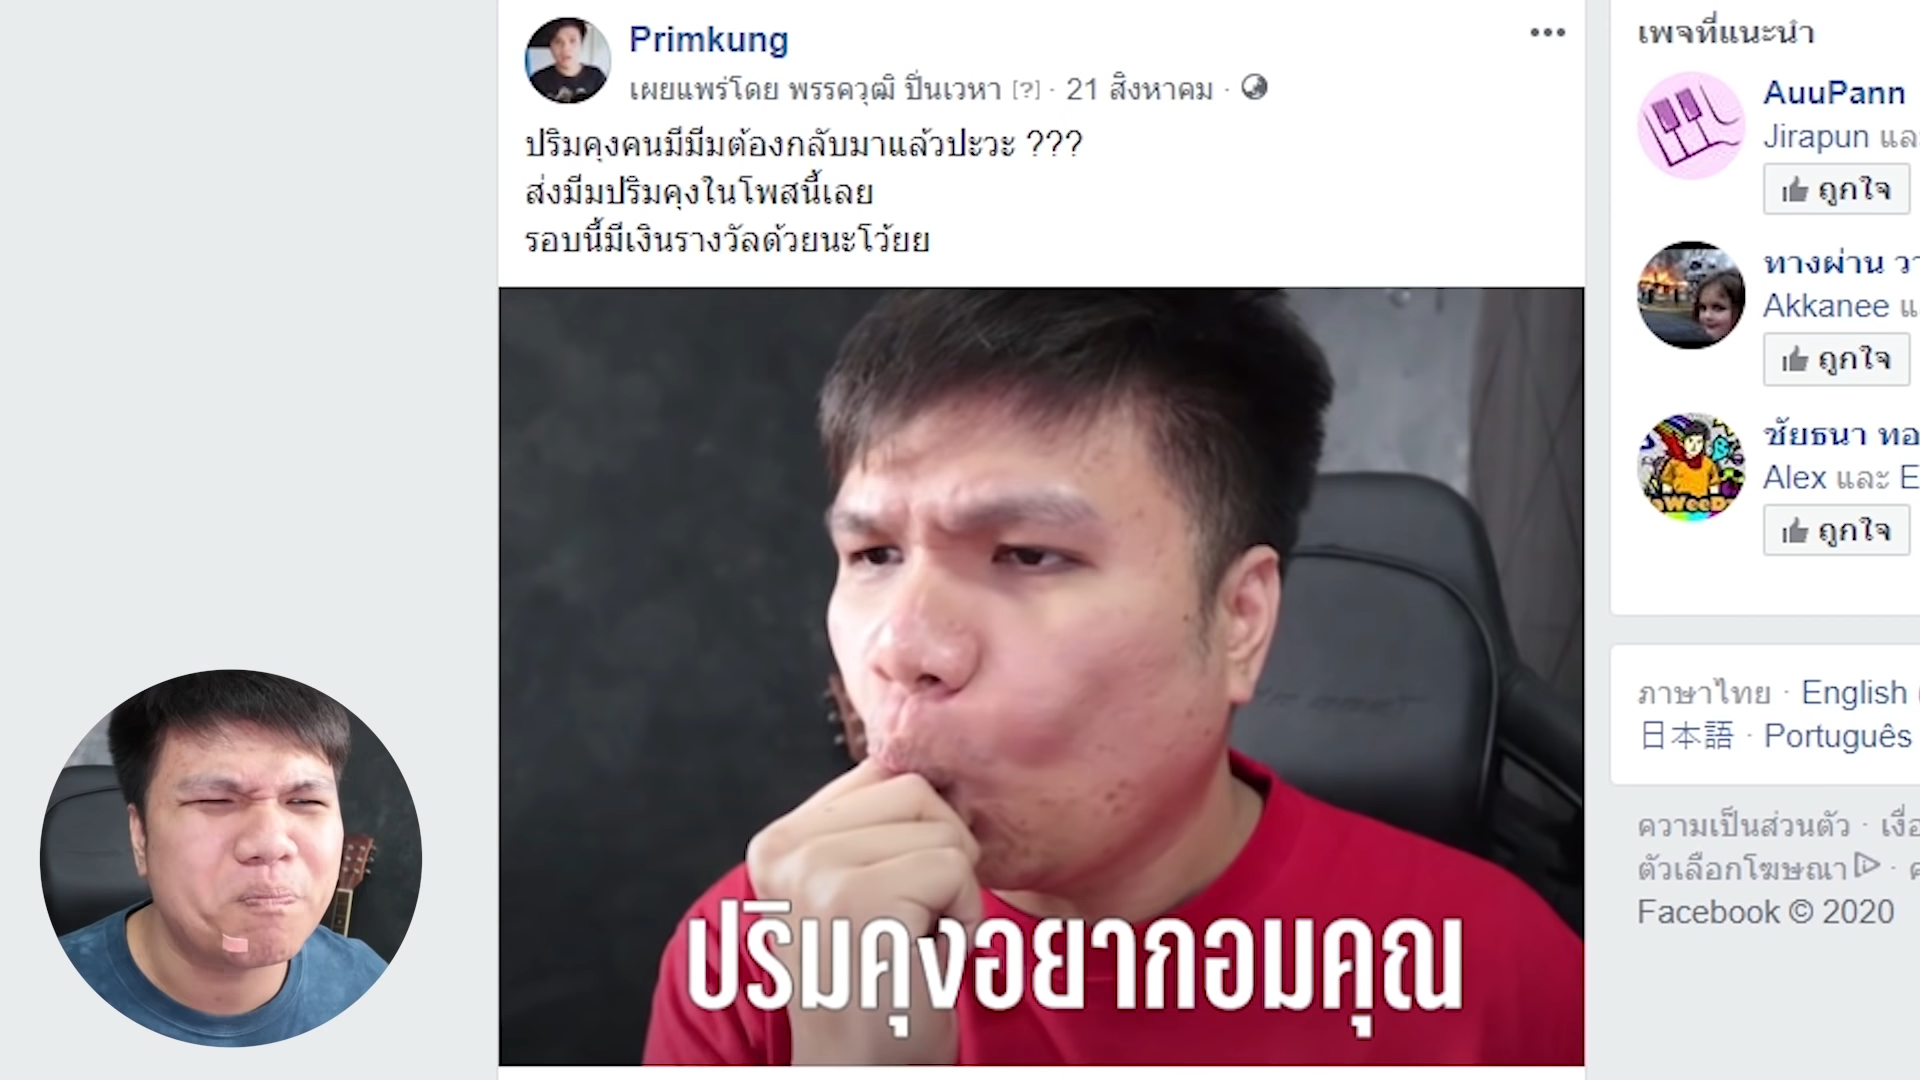 Primkung
เผยแพร่โดย พรรควุฒิ ปิ่นเวหา [?] · 21 สิงหาคม ·
ปริมคุงคนมีมีมต้องกลับมาแล้วปะวะ ???
ส่งมีมปริมคุงในโพสนี้เลย
รอบนี้มีเงินรางวัลด้วยนะโว้ยย
ปริมคุงอยากอมคุณ
เพจที่แนะนำ
AuuPann
Jirapun และ
ถูกใจ
ทางผ่าน
Akkanee
ถูกใจ
ชัยธนา
Alex และ
ถูกใจ
ภาษาไทย · English
日本語 · Português
ความเป็นส่วนตัว ·
ตัวเลือกโฆษณา ·
Facebook © 2020